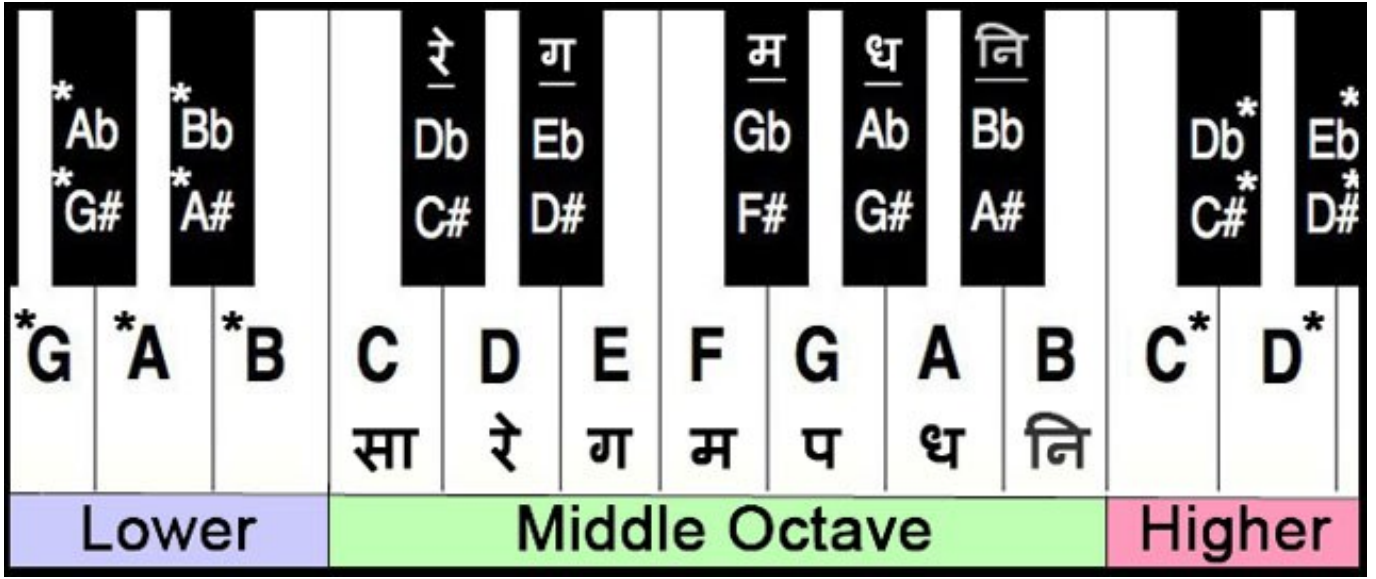 रे ग म ध नि
*Ab *Bb Db Eb Gb Ab Bb Db* Eb*
*G# *A# C# D# F# G# A# C#* D#*
*G *A *B C D E F G A B C* D*
सा रे ग म प ध नि
Lower Middle Octave Higher